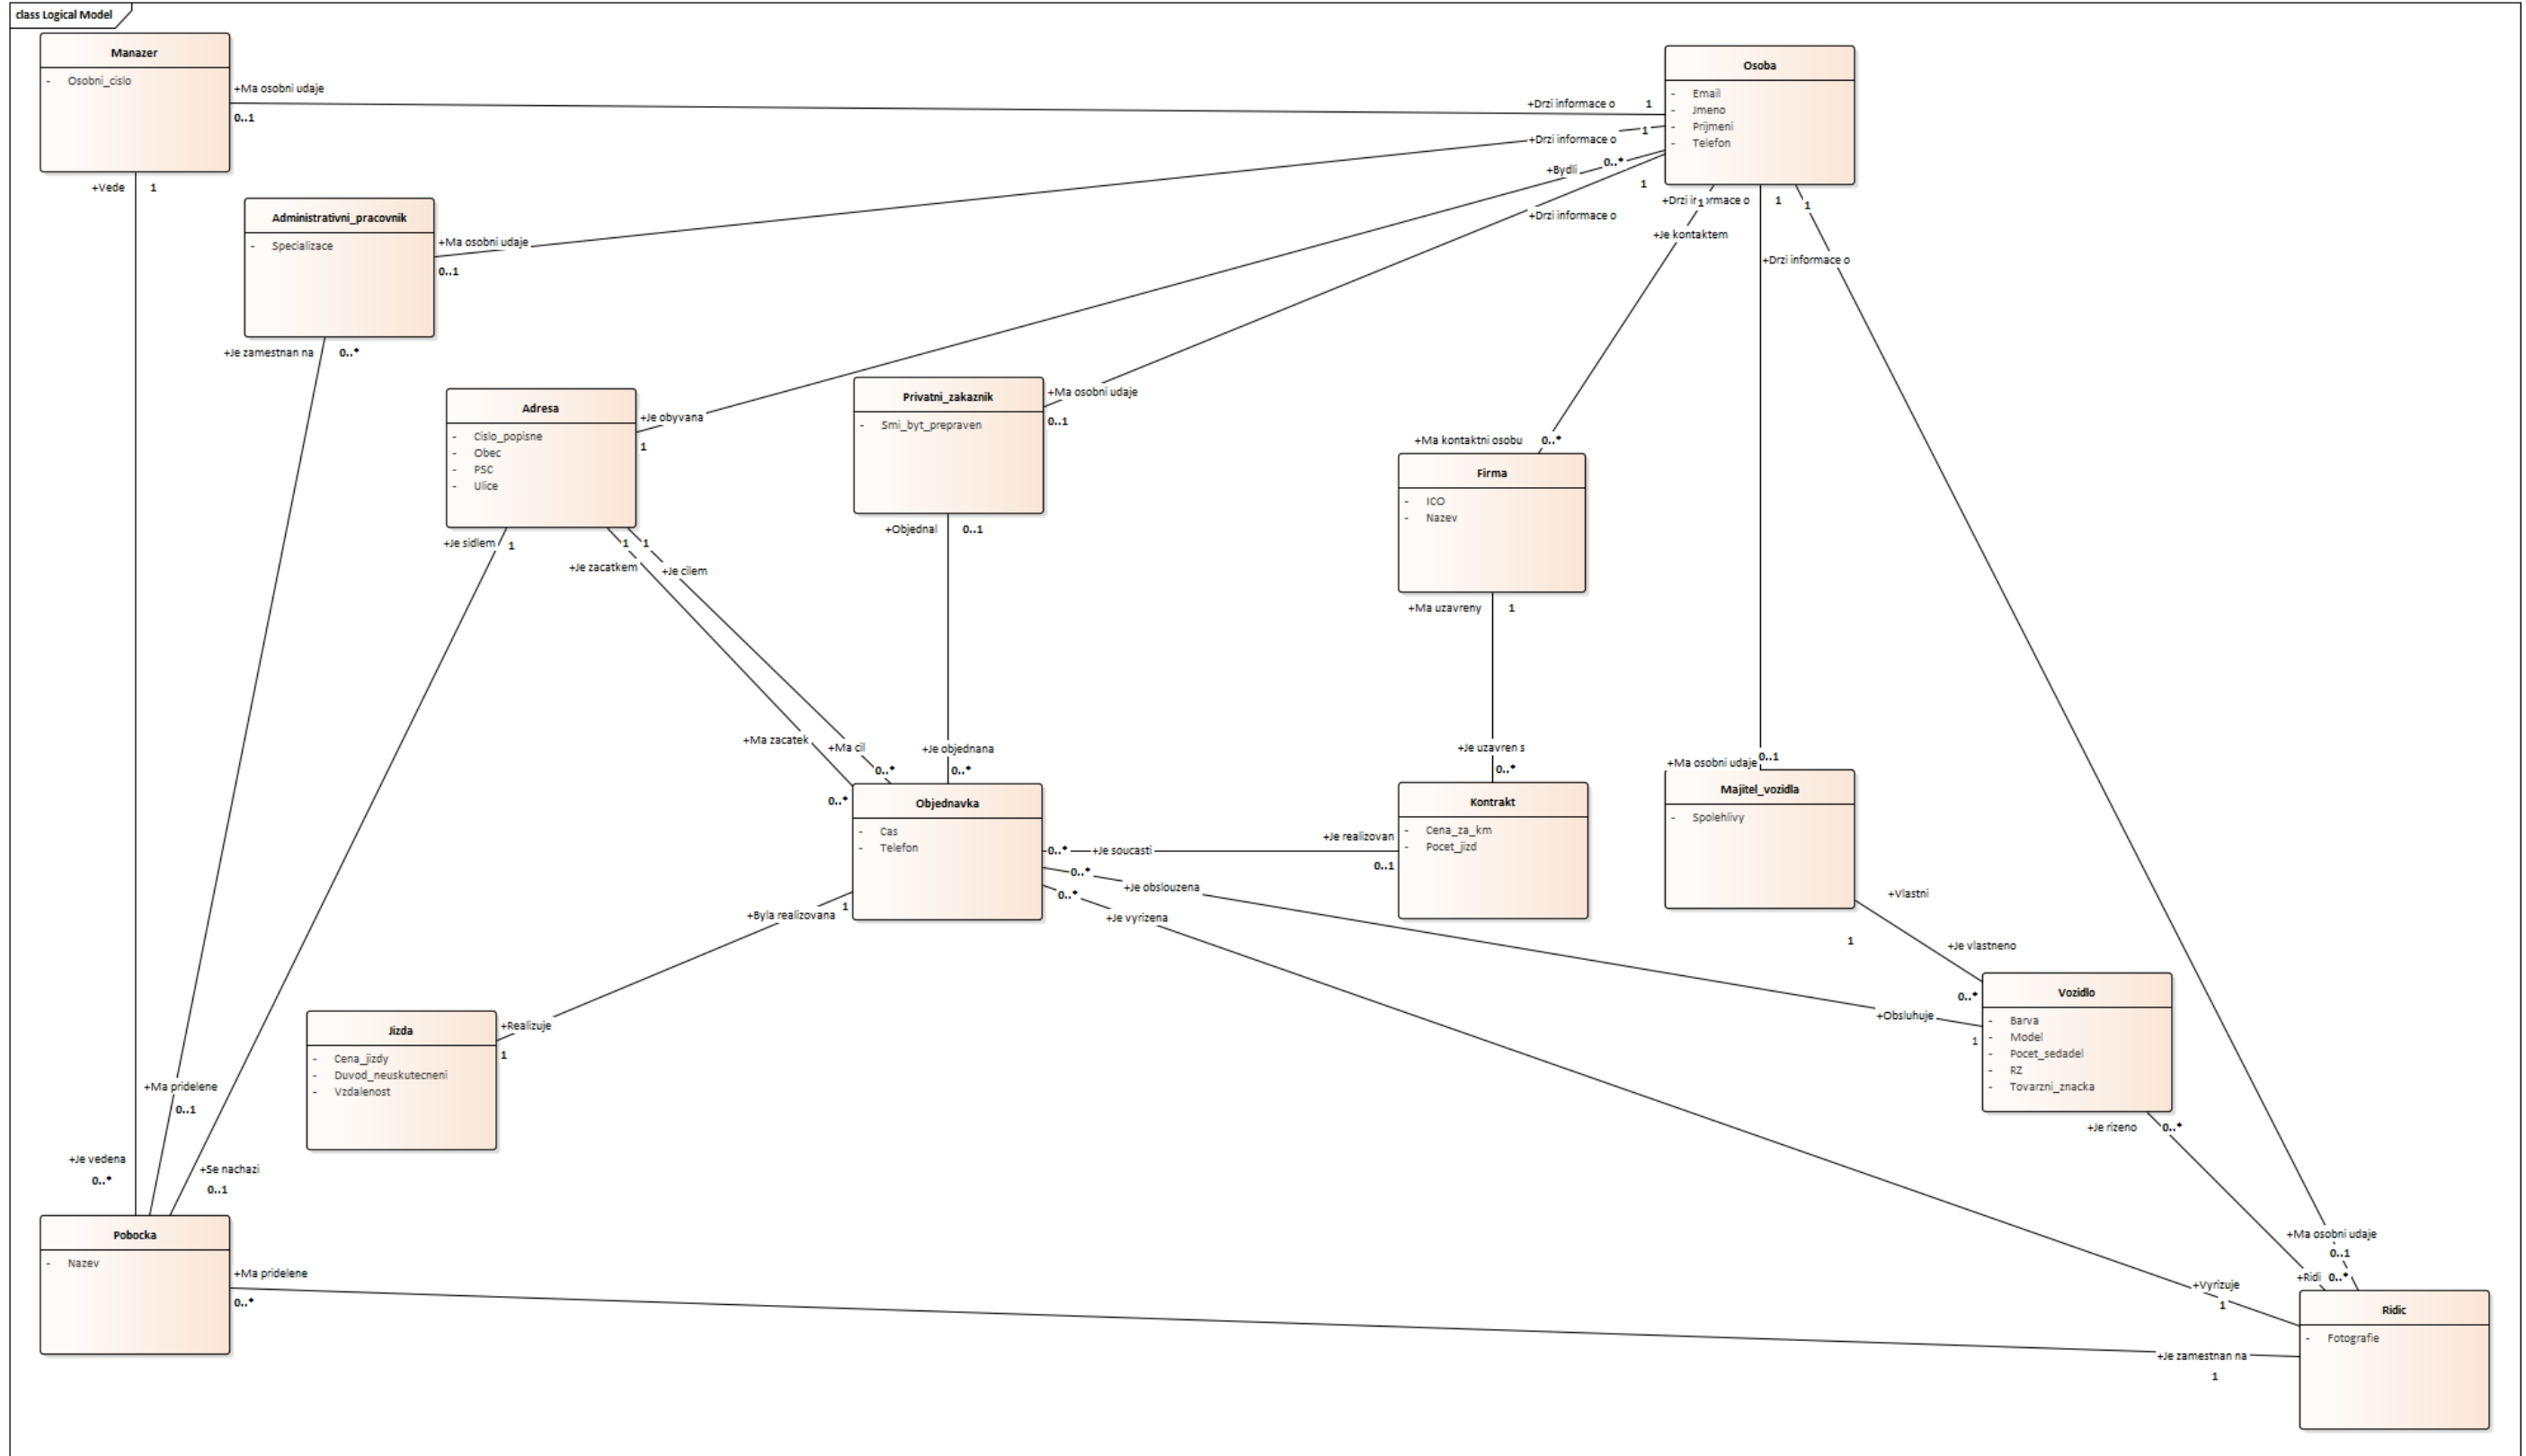 class Logical Model
Manazer
- Osobni_cislo
+Ma osobni udaje
0..1
+Vede 1
Osoba
- Email
- Jmeno
- Prijmeni
- Telefon
+Drzi informace o 1
+Drzi informace o 1
+Bydli 0..*
1
+Drzi informace o
1
+Je kontaktem
1
+Drzi informace o
1
+Drzi informace o
Administrativni_pracovnik
- Specializace
+Ma osobni udaje
0..1
+Je zamestnan na 0..*
Adresa
- Cislo_popisne
- Obec
- PSC
- Ulice
+Je obyvana
1
+Je sidlem 1
1 1
+Je zacatkem
+Je cilem
Privatni_zakaznik
- Smi_byt_prepraven
+Ma osobni udaje
0..1
+Objednal 0..1
+Ma kontaktni osobu 0..*
Firma
- ICO
- Nazev
+Ma uzavreny 1
+Ma zacatek
0..*
+Ma cil
0..*
+Je objednana
0..*
+Je uzavren s
0..*
+Ma osobni udaje 0..1
Objednavka
- Cas
- Telefon
0..* +Je soucasti
0..* +Je obslouzena
0..* +Je vyrizena
+Byla realizovana 1
Kontrakt
- Cena_za_km
- Pocet_jizd
+Je realizovan
0..1
Majitel_vozidla
- Spolehlivy
+Vlastni
1
+Je vlastneno
0..*
Vozidlo
- Barva
- Model
- Pocet_sedadel
- RZ
- Tovarzni_znacka
+Obsluhuje
1
+Je rizeno 0..*
Jizda
- Cena_jizdy
- Duvod_neuskutecneni
- Vzdalenost
+Realizuje
1
+Ma pridelene
0..1
+Je vedena
0..*
+Se nachazi
0..1
Pobocka
- Nazev
+Ma pridelene
0..*
+Ma osobni udaje
0..1
+Ridi 0..*
+Vyrizuje
1
+Je zamestnan na
1
Ridic
- Fotografie